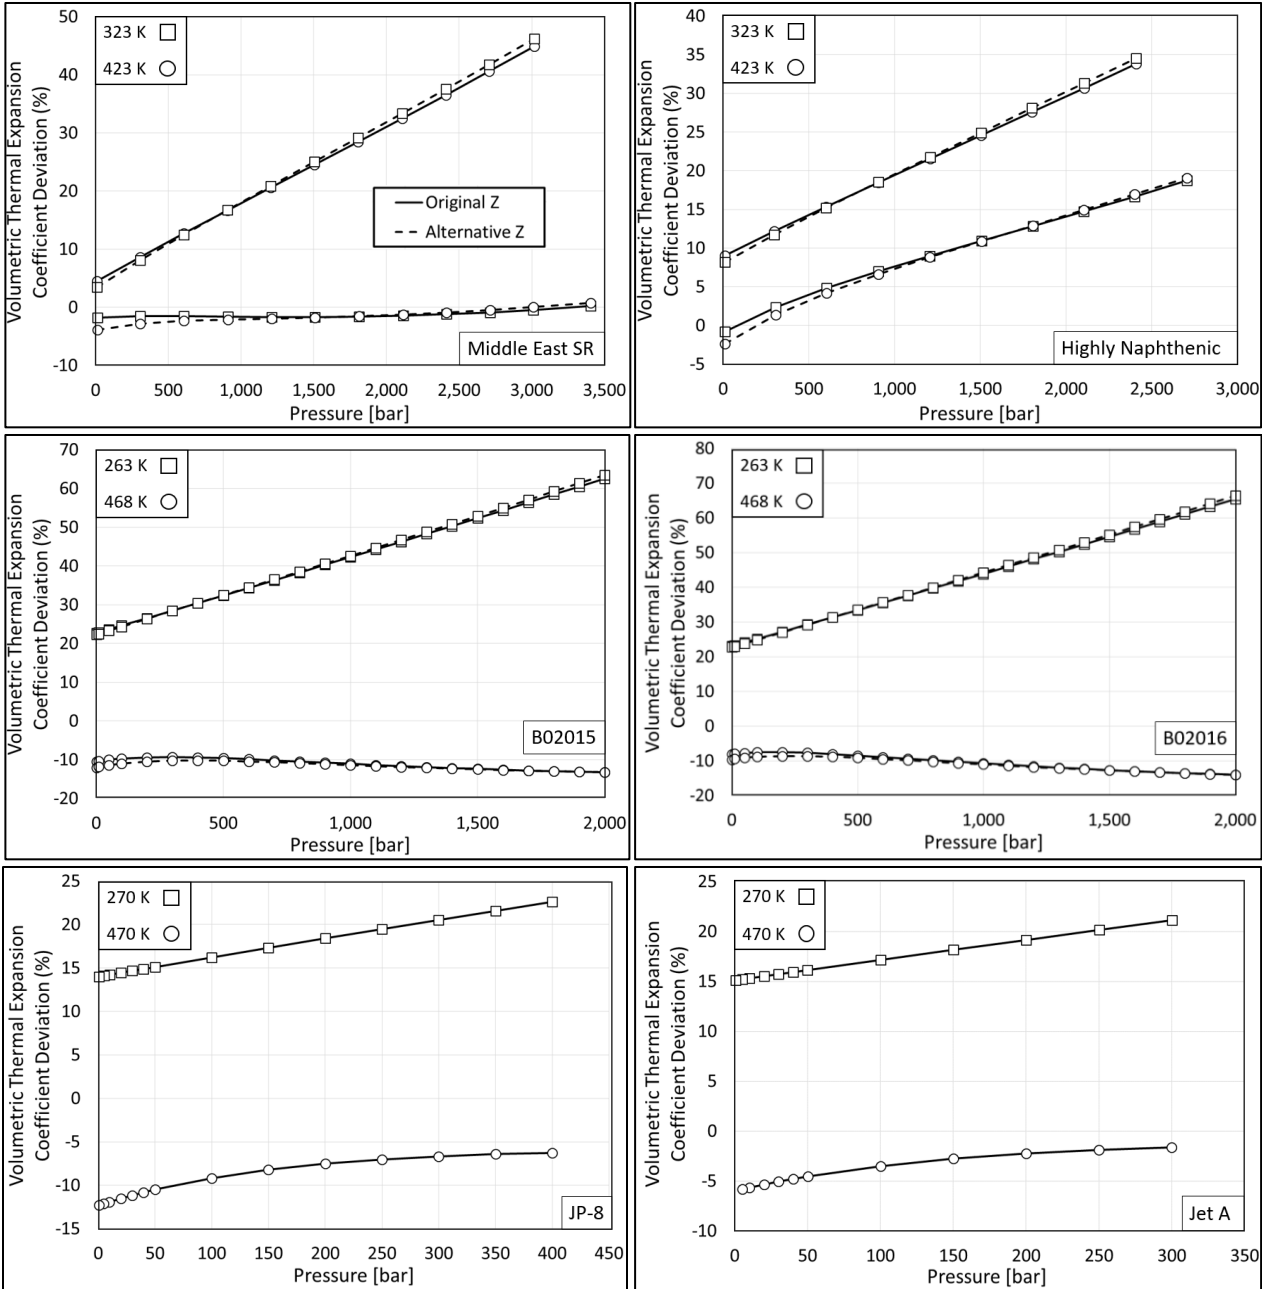 Volumetric Thermal Expansion
Coefficient Deviation (%)
50
40
30
20
10
0
-10
323 K
423 K
Original Z
Alternative Z
Middle East SR
0 500 1,000 1,500 2,000 2,500 3,000 3,500
Pressure [bar]
Volumetric Thermal Expansion
Coefficient Deviation (%)
40
35
30
25
20
15
10
5
0
-5
323 K
423 K
Highly Naphthenic
0 500 1,000 1,500 2,000 2,500 3,000
Pressure [bar]
Volumetric Thermal Expansion
Coefficient Deviation (%)
70
60
50
40
30
20
10
0
-10
-20
263 K
468 K
B02015
0 500 1,000 1,500 2,000
Pressure [bar]
Volumetric Thermal Expansion
Coefficient Deviation (%)
80
70
60
50
40
30
20
10
0
-10
-20
263 K
468 K
B02016
0 500 1,000 1,500 2,000
Pressure [bar]
Volumetric Thermal Expansion
Coefficient Deviation (%)
25
20
15
10
5
0
-5
-10
-15
270 K
470 K
JP-8
0 50 100 150 200 250 300 350 400 450
Pressure [bar]
Volumetric Thermal Expansion
Coefficient Deviation (%)
25
20
15
10
5
0
-5
-10
270 K
470 K
Jet A
0 50 100 150 200 250 300 350
Pressure [bar]